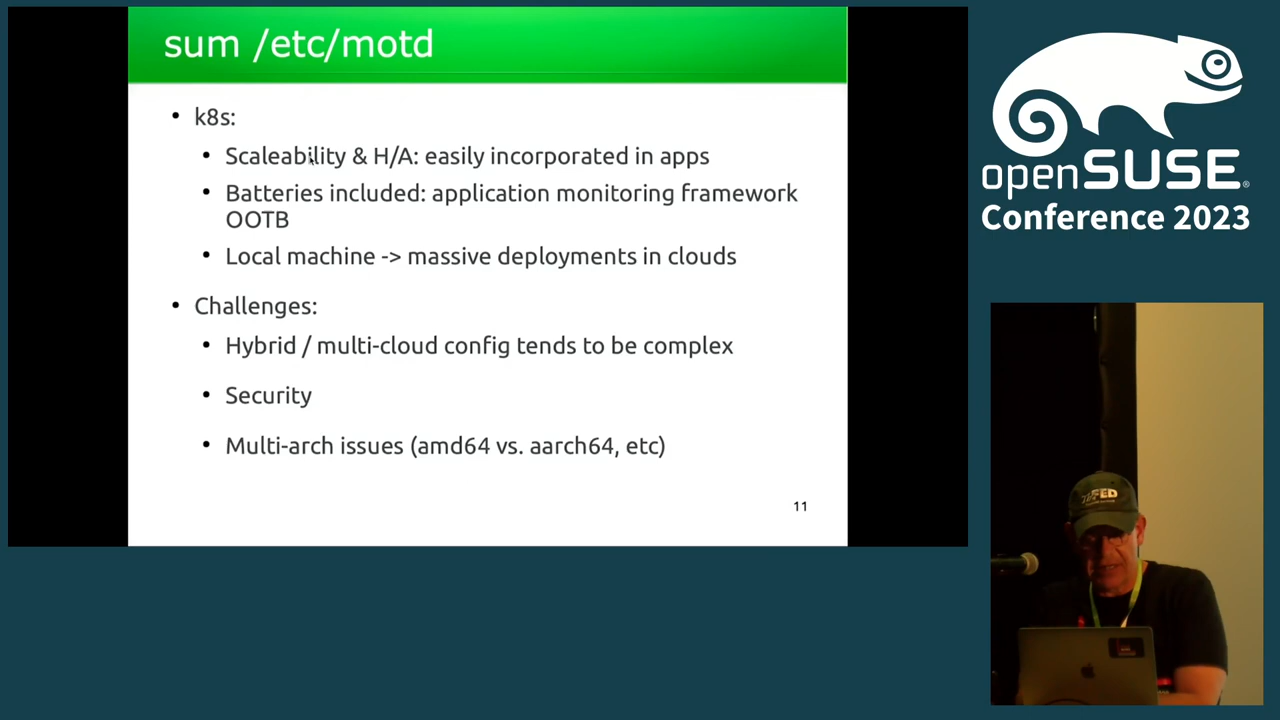 sum /etc/motd
k8s:
Scaleability & H/A: easily incorporated in apps
Batteries included: application monitoring framework
OOTB
Local machine -> massive deployments in clouds
Challenges:
Hybrid / multi-cloud config tends to be complex
Security
Multi-arch issues (amd64 vs. aarch64, etc)
11
openSUSE
Conference 2023